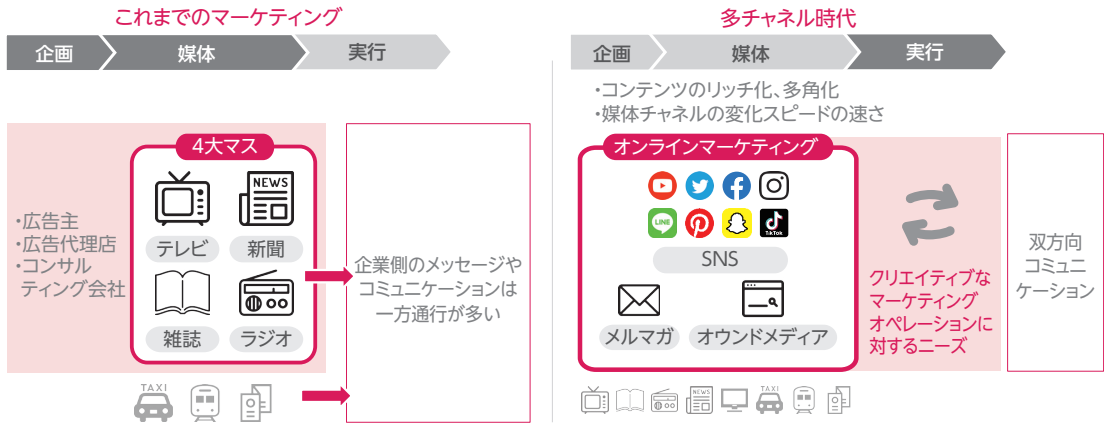 これまでのマーケティング
企画
媒体
実行
4大マス
・広告主
・広告代理店
・コンサル
ティング会社
テレビ
NEWS
新聞
雑誌
ラジオ
TAXI
企業側のメッセージや
コミュニケーションは
一方通行が多い
多チャネル時代
企画
媒体
実行
・コンテンツのリッチ化、多角化
・媒体チャネルの変化スピードの速さ
オンラインマーケティング
LINE
TikTok
SNS
メルマガ
オウンドメディア
クリエイティブな
マーケティング
オペレーションに
対するニーズ
双方向
コミュニ
ケーション
NEWS
TAXI